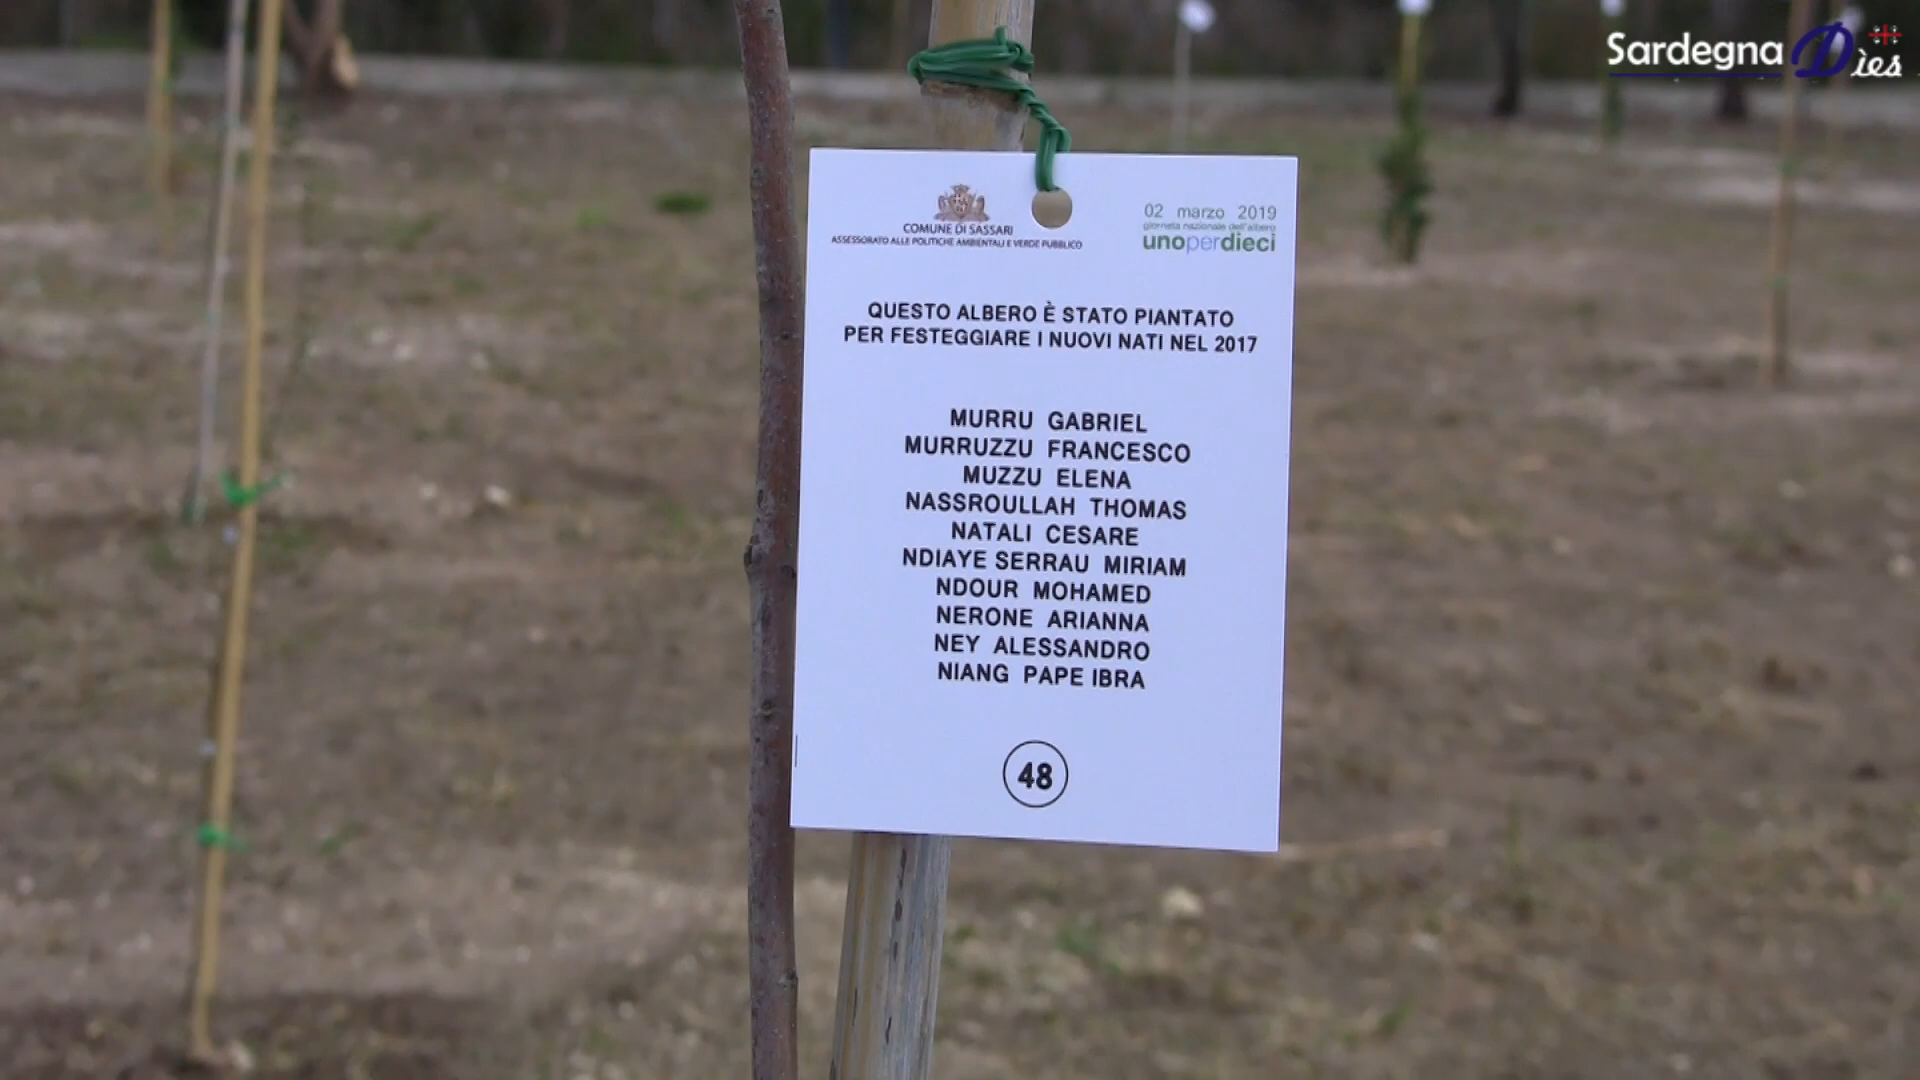 Sardegna Dies
COMUNE DI SASSARI
ASSESSORATO ALLE POLITICHE AMBIENTALI E VERDE PUBBLICO
02 marzo 2019
giornata nazionale dell'albero
unoperdieci
QUESTO ALBERO È STATO PIANTATO
PER FESTEGGIARE I NUOVI NATI NEL 2017
MURRU GABRIEL
MURRUZZU FRANCESCO
MUZZU ELENA
NASSROULLAH THOMAS
NATALI CESARE
NDIAYE SERRAU MIRIAM
NDOUR MOHAMED
NERONE ARIANNA
NEY ALESSANDRO
NIANG PAPE IBRA
48